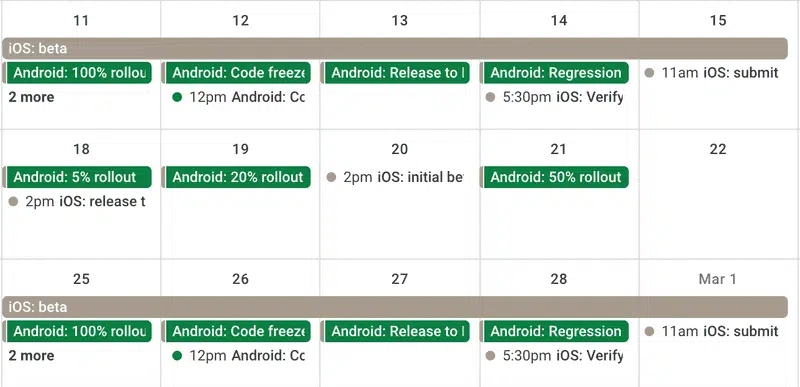 11 12 13 14 15
iOS: beta
Android: 100% rollou Android: Code freeze Android: Release to Android: Regression 11am iOS: submit
2 more 12pm Android: Co 5:30pm iOS: Verify
18 19 20 21 22
Android: 5% rollout Android: 20% rollout 2pm iOS: initial be Android: 50% rollout
2pm iOS: release t
25 26 27 28 Mar 1
iOS: beta
Android: 100% rollou Android: Code freeze Android: Release to Android: Regression 11am iOS: submit
2 more 12pm Android: Co 5:30pm iOS: Verify